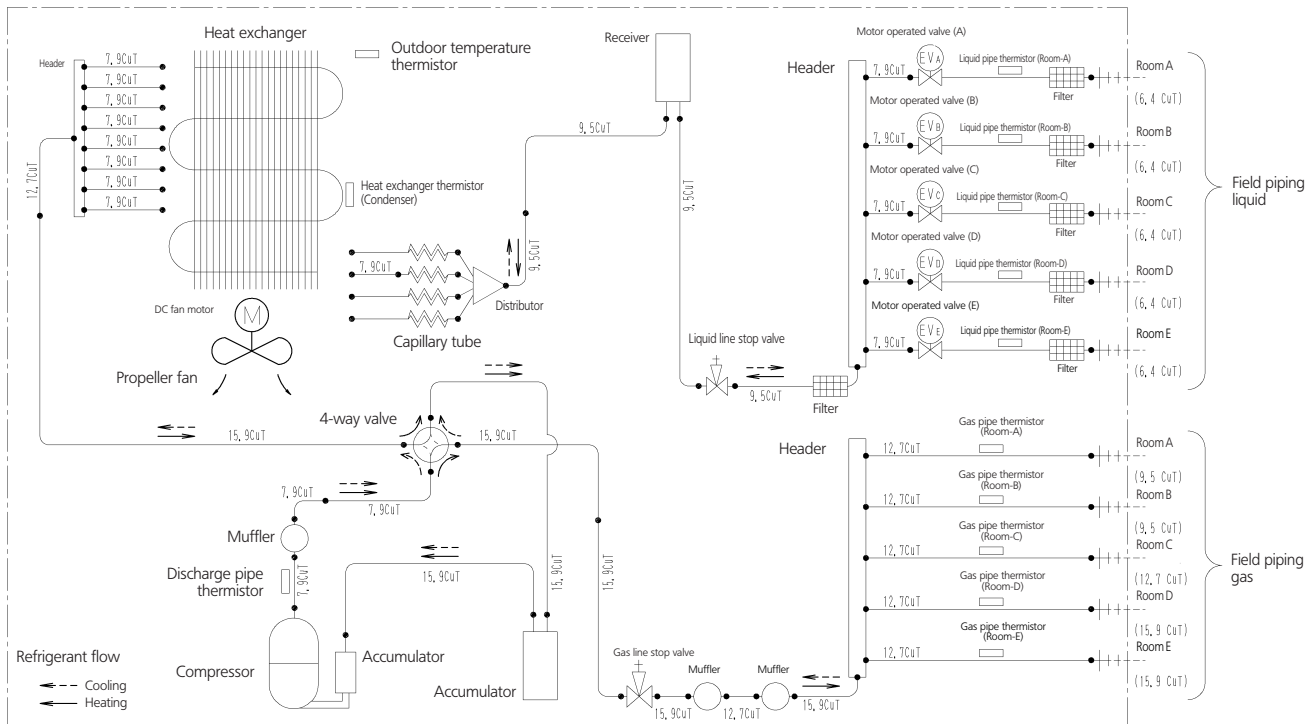 Heat exchanger
Outdoor temperature
thermistor
Header
7.9CuT
7.9CuT
7.9CuT
7.9CuT
7.9CuT
7.9CuT
7.9CuT
7.9CuT
12.7CuT
Heat exchanger thermistor
(Condenser)
DC fan motor
M
Propeller fan
7.9CuT
Capillary tube
Distributor
9.5CuT
9.5CuT
Receiver
9.5CuT
Liquid line stop valve
9.5CuT
Filter
Header
Motor operated valve (A)
7.9CuT
EVA
Liquid pipe thermistor (Room-A)
Filter
Room A
(6.4 CuT)
Motor operated valve (B)
7.9CuT
EVB
Liquid pipe thermistor (Room-B)
Filter
Room B
(6.4 CuT)
Motor operated valve (C)
7.9CuT
EVC
Liquid pipe thermistor (Room-C)
Filter
Room C
(6.4 CuT)
Motor operated valve (D)
7.9CuT
EVD
Liquid pipe thermistor (Room-D)
Filter
Room D
(6.4 CuT)
Motor operated valve (E)
7.9CuT
EVE
Liquid pipe thermistor (Room-E)
Filter
Room E
(6.4 CuT)
Field piping
liquid
4-way valve
15.9CuT
15.9CuT
7.9CuT
7.9CuT
Muffler
Discharge pipe
thermistor
7.9CuT
Compressor
Accumulator
15.9CuT
15.9CuT
Accumulator
15.9CuT
Gas line stop valve
15.9CuT
Muffler
12.7CuT
Muffler
15.9CuT
Header
12.7CuT
Gas pipe thermistor
(Room-A)
Room A
(9.5 CuT)
12.7CuT
Gas pipe thermistor
(Room-B)
Room B
(9.5 CuT)
12.7CuT
Gas pipe thermistor
(Room-C)
Room C
(12.7 CuT)
12.7CuT
Gas pipe thermistor
(Room-D)
Room D
(15.9 CuT)
12.7CuT
Gas pipe thermistor
(Room-E)
Room E
(15.9 CuT)
Field piping
gas
Refrigerant flow
Cooling
Heating